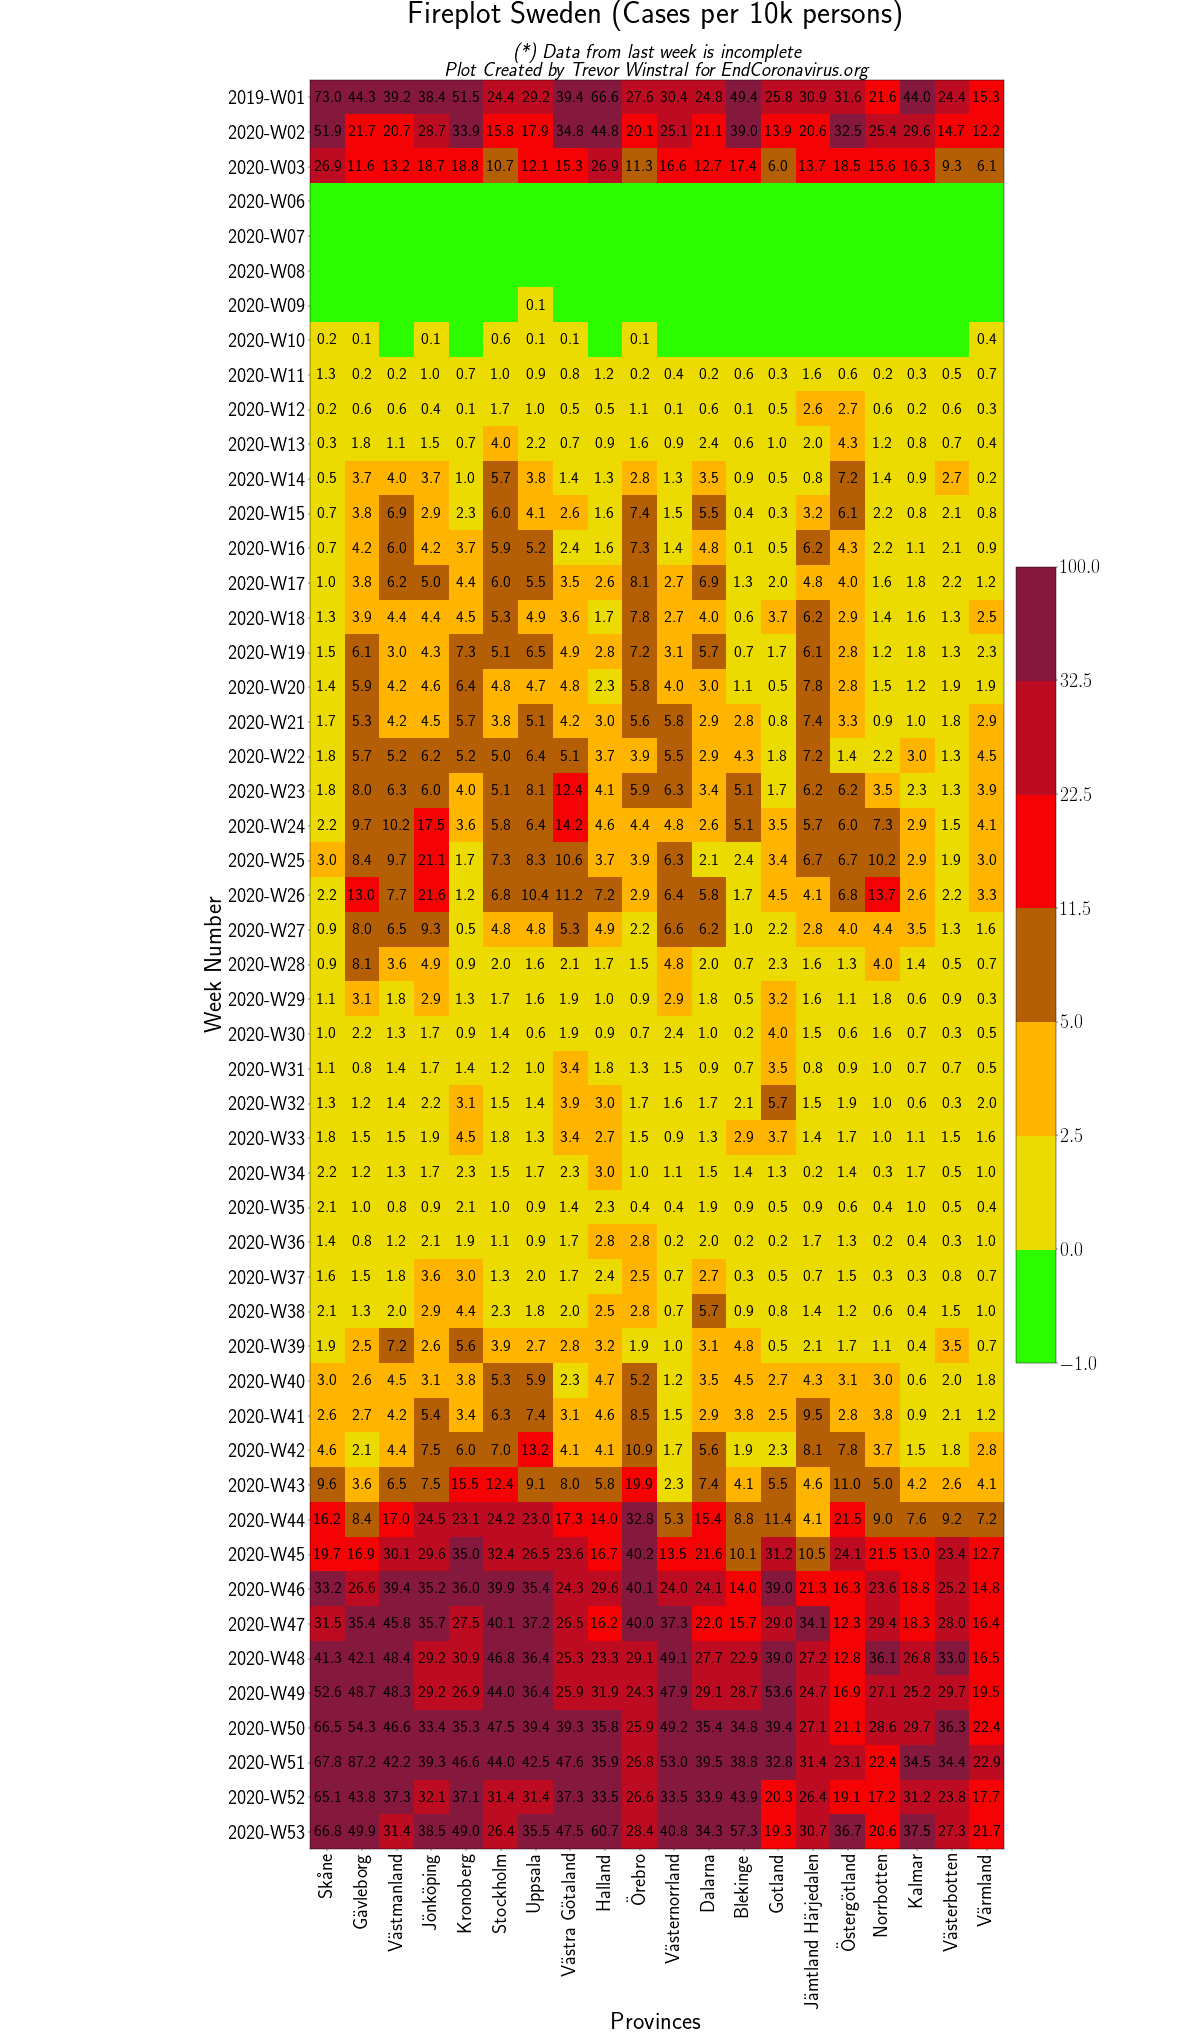 Fireplot Sweden (Cases per 10k persons)
(*) Data from last week is incomplete
Plot Created by Trevor Winstral for EndCoronavirus.org
2019-W01 73.0 44.3 39.2 38.4 51.5 24.4 29.2 39.4 66.6 27.6 30.4 24.8 49.4 25.8 30.9 31.6 21.6 44.0 24.4 15.3
2020-W02 51.9 21.7 20.7 28.7 33.9 15.8 17.9 34.8 44.8 20.1 25.1 21.1 39.0 13.9 20.6 32.5 25.4 29.6 14.7 12.2
2020-W03 26.9 11.6 13.2 18.7 18.8 10.7 12.1 15.3 26.9 11.3 16.6 12.7 17.4 6.0 13.7 18.5 15.6 16.3 9.3 6.1
2020-W06
2020-W07
2020-W08
2020-W09 0.1
2020-W10 0.2 0.1 0.1 0.6 0.1 0.1 0.1 0.4
2020-W11 1.3 0.2 0.2 1.0 0.7 1.0 0.9 0.8 1.2 0.2 0.4 0.2 0.6 0.3 1.6 0.6 0.2 0.3 0.5 0.7
2020-W12 0.2 0.6 0.6 0.4 0.1 1.7 1.0 0.5 0.5 1.1 0.1 0.6 0.1 0.5 2.6 2.7 0.6 0.2 0.6 0.3
2020-W13 0.3 1.8 1.1 1.5 0.7 4.0 2.2 0.7 0.9 1.6 0.9 2.4 0.6 1.0 2.0 4.3 1.2 0.8 0.7 0.4
2020-W14 0.5 3.7 4.0 3.7 1.0 5.7 3.8 1.4 1.3 2.8 1.3 3.5 0.9 0.5 0.8 7.2 1.4 0.9 2.7 0.2
2020-W15 0.7 3.8 6.9 2.9 2.3 6.0 4.1 2.6 1.6 7.4 1.5 5.5 0.4 0.3 3.2 6.1 2.2 0.8 2.1 0.8
2020-W16 0.7 4.2 6.0 4.2 3.7 5.9 5.2 2.4 1.6 7.3 1.4 4.8 0.1 0.5 6.2 4.3 2.2 1.1 2.1 0.9
2020-W17 1.0 3.8 6.2 5.0 4.4 6.0 5.5 3.5 2.6 8.1 2.7 6.9 1.3 2.0 4.8 4.0 1.6 1.8 2.2 1.2
2020-W18 1.3 3.9 4.4 4.4 4.5 5.3 4.9 3.6 1.7 7.8 2.7 4.0 0.6 3.7 6.2 2.9 1.4 1.6 1.3 2.5
2020-W19 1.5 6.1 3.0 4.3 7.3 5.1 6.5 4.9 2.8 7.2 3.1 5.7 0.7 1.7 6.1 2.8 1.2 1.8 1.3 2.3
2020-W20 1.4 5.9 4.2 4.6 6.4 4.8 4.7 4.8 2.3 5.8 4.0 3.0 1.1 0.5 7.8 2.8 1.5 1.2 1.9 1.9
2020-W21 1.7 5.3 4.2 4.5 5.7 3.8 5.1 4.2 3.0 5.6 5.8 2.9 2.8 0.8 7.4 3.3 0.9 1.0 1.8 2.9
2020-W22 1.8 5.7 5.2 6.2 5.2 5.0 6.4 5.1 3.7 3.9 5.5 2.9 4.3 1.8 7.2 1.4 2.2 3.0 1.3 4.5
2020-W23 1.8 8.0 6.3 6.0 4.0 5.1 8.1 12.4 4.1 5.9 6.3 3.4 5.1 1.7 6.2 6.2 3.5 2.3 1.3 3.9
2020-W24 2.2 9.7 10.2 17.5 3.6 5.8 6.4 14.2 4.6 4.4 4.8 2.6 5.1 3.5 5.7 6.0 7.3 2.9 1.5 4.1
2020-W25 3.0 8.4 9.7 21.1 1.7 7.3 8.3 10.6 3.7 3.9 6.3 2.1 2.4 3.4 6.7 6.7 10.2 2.9 1.9 3.0
2020-W26 2.2 13.0 7.7 21.6 1.2 6.8 10.4 11.2 7.2 2.9 6.4 5.8 1.7 4.5 4.1 6.8 13.7 2.6 2.2 3.3
2020-W27 0.9 8.0 6.5 9.3 0.5 4.8 4.8 5.3 4.9 2.2 6.6 6.2 1.0 2.2 2.8 4.0 4.4 3.5 1.3 1.6
2020-W28 0.9 8.1 3.6 4.9 0.9 2.0 1.6 2.1 1.7 1.5 4.8 2.0 0.7 2.3 1.6 1.3 4.0 1.4 0.5 0.7
2020-W29 1.1 3.1 1.8 2.9 1.3 1.7 1.6 1.9 1.0 0.9 2.9 1.8 0.5 3.2 1.6 1.1 1.8 0.6 0.9 0.3
2020-W30 1.0 2.2 1.3 1.7 0.9 1.4 0.6 1.9 0.9 0.7 2.4 1.0 0.2 4.0 1.5 0.6 1.6 0.7 0.3 0.5
2020-W31 1.1 0.8 1.4 1.7 1.4 1.2 1.0 3.4 1.8 1.3 1.5 0.9 0.7 3.5 0.8 0.9 1.0 0.7 0.7 0.5
2020-W32 1.3 1.2 1.4 2.2 3.1 1.5 1.4 3.9 3.0 1.7 1.6 1.7 2.1 5.7 1.5 1.9 1.0 0.6 0.3 2.0
2020-W33 1.8 1.5 1.5 1.9 4.5 1.8 1.3 3.4 2.7 1.5 0.9 1.3 2.9 3.7 1.4 1.7 1.0 1.1 1.5 1.6
2020-W34 2.2 1.2 1.3 1.7 2.3 1.5 1.7 2.3 3.0 1.0 1.1 1.5 1.4 1.3 0.2 1.4 0.3 1.7 0.5 1.0
2020-W35 2.1 1.0 0.8 0.9 2.1 1.0 0.9 1.4 2.3 0.4 0.4 1.9 0.9 0.5 0.9 0.6 0.4 1.0 0.5 0.4
2020-W36 1.4 0.8 1.2 2.1 1.9 1.1 0.9 1.7 2.8 2.8 0.2 2.0 0.2 0.2 1.7 1.3 0.2 0.4 0.3 1.0
2020-W37 1.6 1.5 1.8 3.6 3.0 1.3 2.0 1.7 2.4 2.5 0.7 2.7 0.3 0.5 0.7 1.5 0.3 0.3 0.8 0.7
2020-W38 2.1 1.3 2.0 2.9 4.4 2.3 1.8 2.0 2.5 2.8 0.7 5.7 0.9 0.8 1.4 1.2 0.6 0.4 1.5 1.0
2020-W39 1.9 2.5 7.2 2.6 5.6 3.9 2.7 2.8 3.2 1.9 1.0 3.1 4.8 0.5 2.1 1.7 1.1 0.4 3.5 0.7
2020-W40 3.0 2.6 4.5 3.1 3.8 5.3 5.9 2.3 4.7 5.2 1.2 3.5 4.5 2.7 4.3 3.1 3.0 0.6 2.0 1.8
2020-W41 2.6 2.7 4.2 5.4 3.4 6.3 7.4 3.1 4.6 8.5 1.5 2.9 3.8 2.5 9.5 2.8 3.8 0.9 2.1 1.2
2020-W42 4.6 2.1 4.4 7.5 6.0 7.0 13.2 4.1 4.1 10.9 1.7 5.6 1.9 2.3 8.1 7.8 3.7 1.5 1.8 2.8
2020-W43 9.6 3.6 6.5 7.5 15.5 12.4 9.1 8.0 5.8 19.9 2.3 7.4 4.1 5.5 4.6 11.0 5.0 4.2 2.6 4.1
2020-W44 16.2 8.4 17.0 24.5 23.1 24.2 23.0 17.3 14.0 32.8 5.3 15.4 8.8 11.4 4.1 21.5 9.0 7.6 9.2 7.2
2020-W45 19.7 16.9 30.1 29.6 35.0 32.4 26.5 23.6 16.7 40.2 13.5 21.6 10.1 31.2 10.5 24.1 21.5 13.0 23.4 12.7
2020-W46 33.2 26.6 39.4 35.2 36.0 39.9 35.4 24.3 29.6 40.1 24.0 24.1 14.0 39.0 21.3 16.3 23.6 18.8 25.2 14.8
2020-W47 31.5 35.4 45.8 35.7 27.5 40.1 37.2 26.5 16.2 40.0 37.3 22.0 15.7 29.0 34.1 12.3 29.4 18.3 28.0 16.4
2020-W48 41.3 42.1 48.4 29.2 30.9 46.8 36.4 25.3 23.3 29.1 49.1 27.7 22.9 39.0 27.2 12.8 36.1 26.8 33.0 16.5
2020-W49 52.6 48.7 48.3 29.2 26.9 44.0 36.4 25.9 31.9 24.3 47.9 29.1 28.7 53.6 24.7 16.9 27.1 25.2 29.7 19.5
2020-W50 66.5 54.3 46.6 33.4 35.3 47.5 39.4 39.3 35.8 25.9 49.2 35.4 34.8 39.4 27.1 21.1 28.6 29.7 36.3 22.4
2020-W51 67.8 87.2 42.2 39.3 46.6 44.0 42.5 47.6 35.9 26.8 53.0 39.5 38.8 32.8 31.4 23.1 22.4 34.5 34.4 22.9
2020-W52 65.1 43.8 37.3 32.1 37.1 31.4 31.4 37.3 33.5 26.6 33.5 33.9 43.9 20.3 26.4 19.1 17.2 31.2 23.8 17.7
2020-W53 66.8 49.9 31.4 38.5 49.0 26.4 35.5 47.5 60.7 28.4 40.8 34.3 57.3 19.3 30.7 36.7 20.6 37.5 27.3 21.7
Week Number
Skåne
Gävleborg
Västmanland
Jönköping
Kronoberg
Stockholm
Uppsala
Västra Götaland
Halland
Örebro
Västernorrland
Dalarna
Blekinge
Gotland
Jämtland Härjedalen
Östergötland
Norrbotten
Kalmar
Västerbotten
Värmland
Provinces
100.0
32.5
22.5
11.5
5.0
2.5
0.0
−1.0